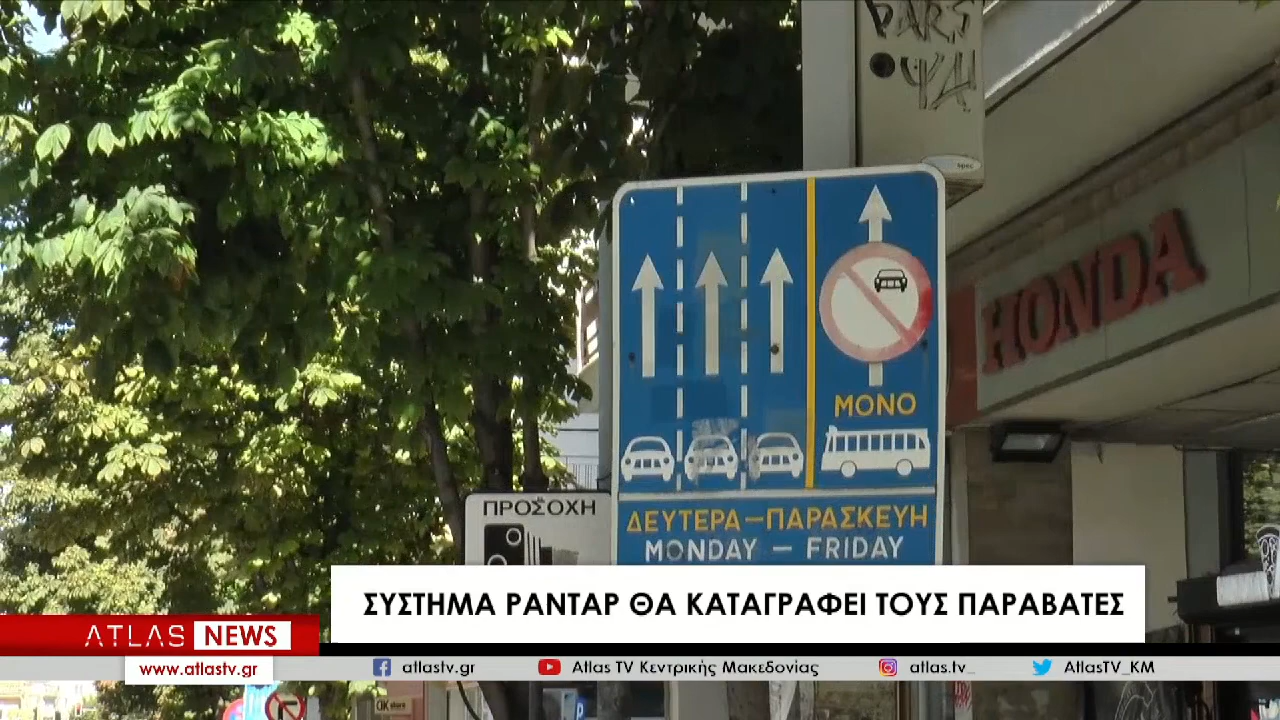 BARS
HONDA
ΜΟΝΟ
ΠΡΟΣΟΧΗ
ΔΕΥΤΕΡΑ – ΠΑΡΑΣΚΕΥΗ
MONDAY – FRIDAY
ΣΥΣΤΗΜΑ ΡΑΝΤΑΡ ΘΑ ΚΑΤΑΓΡΑΦΕΙ ΤΟΥΣ ΠΑΡΑΒΑΤΕΣ
ATLAS NEWS
www.atlastv.gr
atlastv.gr
Atlas TV Κεντρικής Μακεδονίας
atlas.tv_
AtlasTV_KM